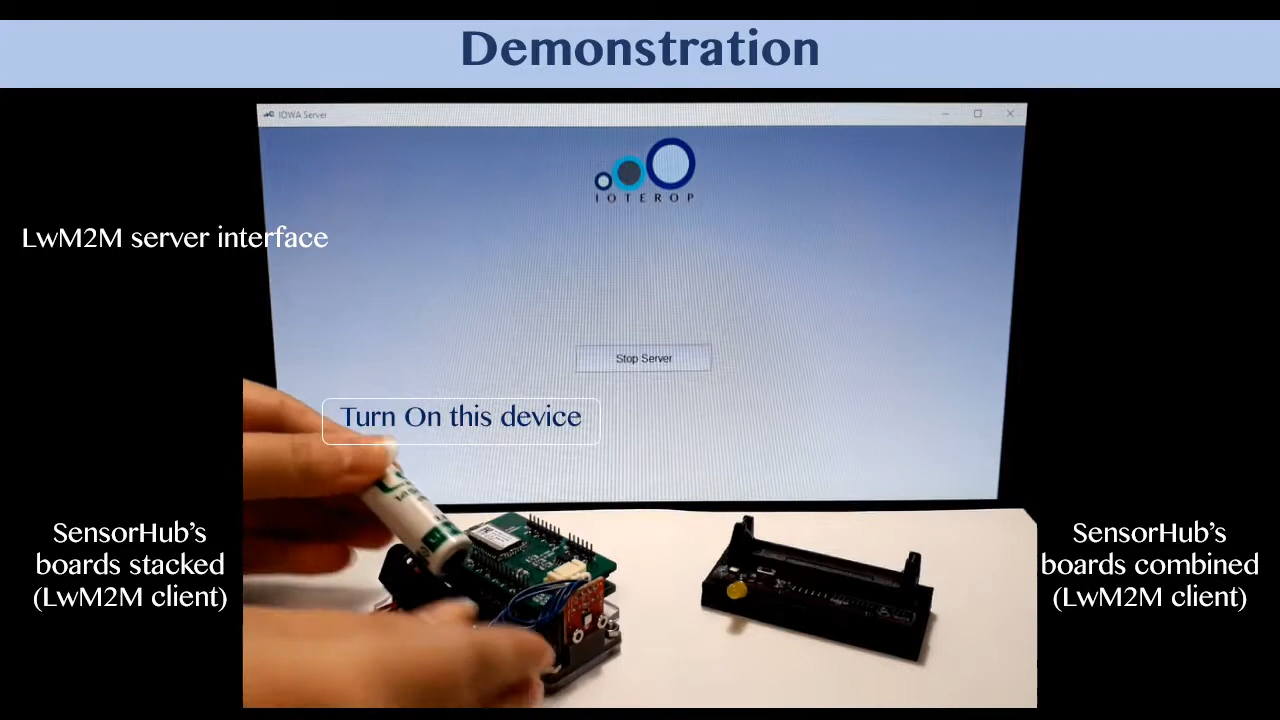 Demonstration
IOWA Server
IOTEROP
LwM2M server interface
Stop Server
Turn On this device
SensorHub's
boards stacked
(LwM2M client)
SensorHub's
boards combined
(LwM2M client)